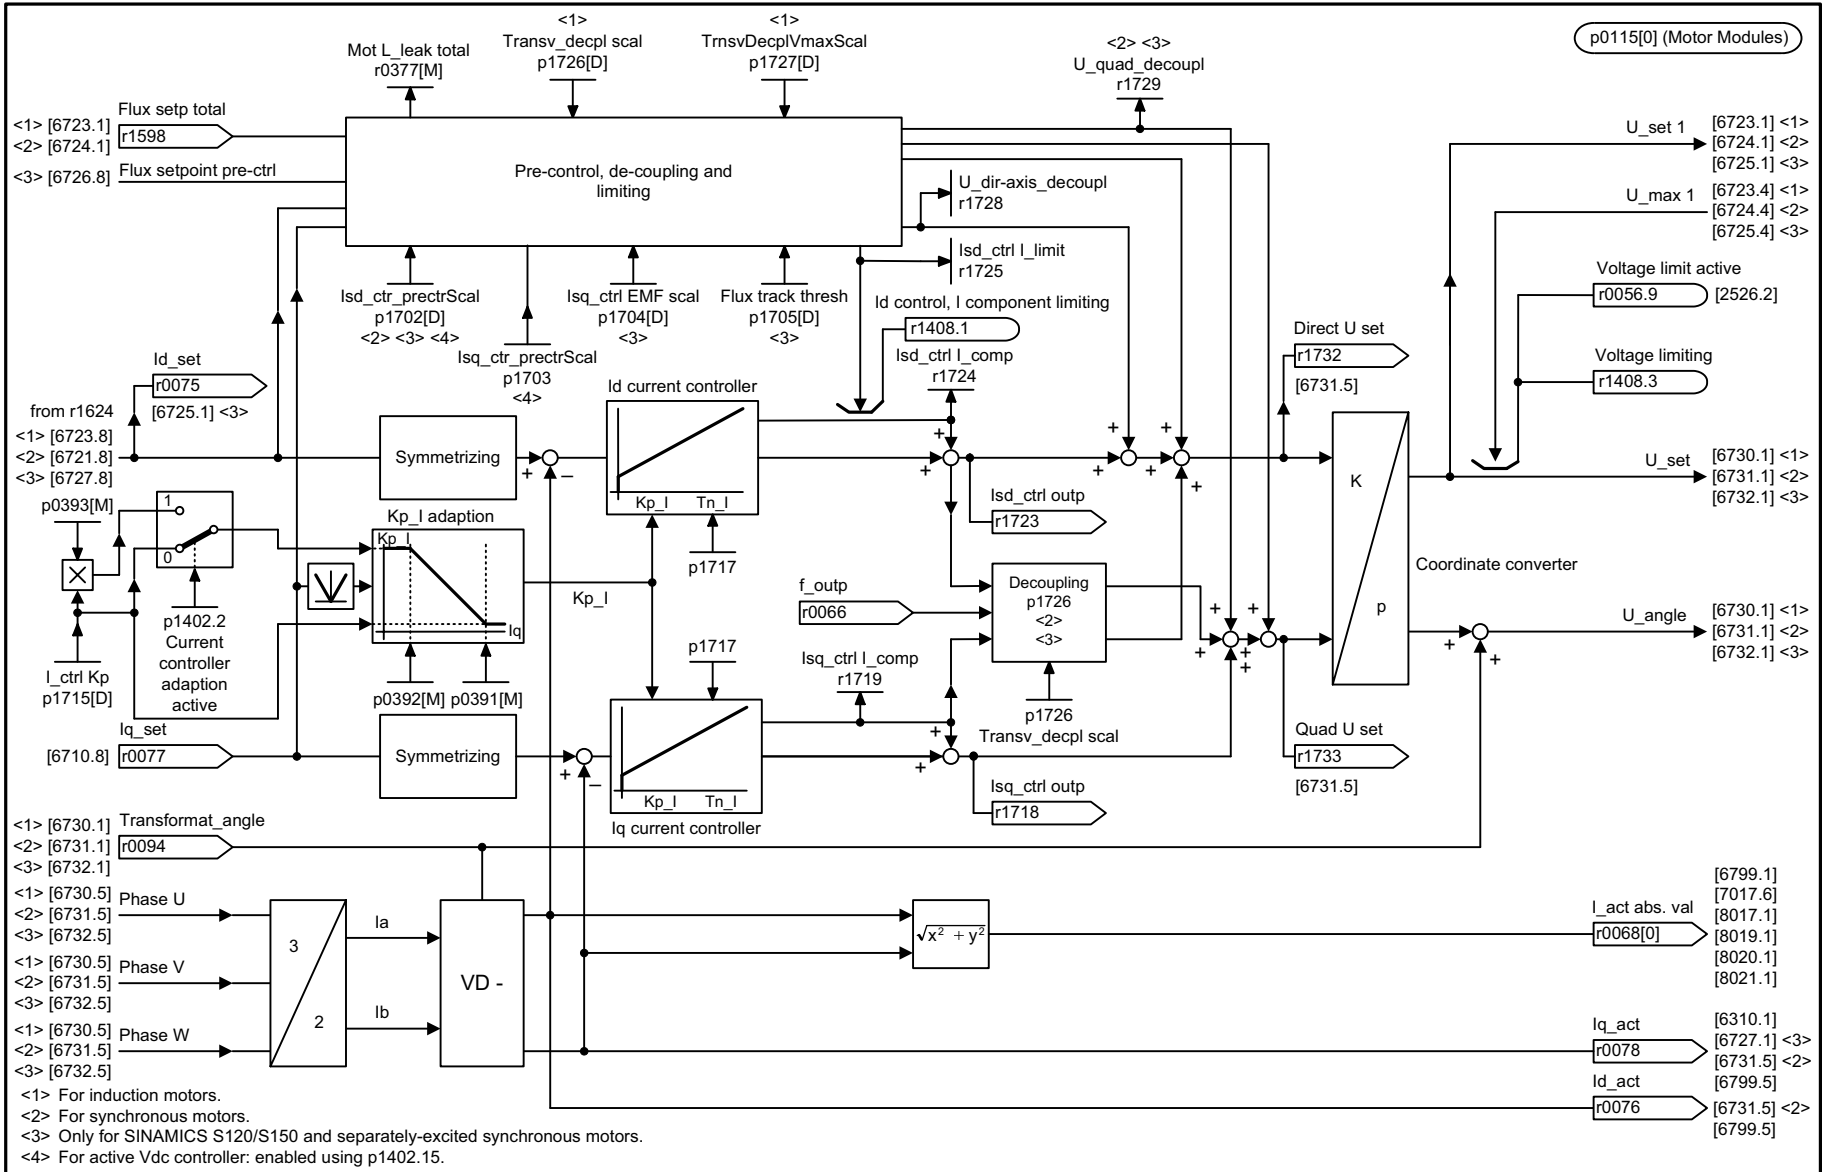 <1>
Transv_decpl scal
p1726[D]
<1>
TrnsvDecplVmaxScal
p1727[D]
Mot L_leak total
r0377[M]
<2> <3>
U_quad_decoupl
r1729
p0115[0] (Motor Modules)
Flux setp total
<1> [6723.1]
<2> [6724.1]
r1598
<3> [6726.8]
Flux setpoint pre-ctrl
Pre-control, de-coupling and
limiting
U_dir-axis_decoupl
r1728
Isd_ctrl I_limit
r1725
U_set 1
[6723.1] <1>
[6724.1] <2>
[6725.1] <3>
U_max 1
[6723.4] <1>
[6724.4] <2>
[6725.4] <3>
Voltage limit active
r0056.9
[2526.2]
Voltage limiting
r1408.3
Isd_ctr_prectrScal
p1702[D]
<2> <3> <4>
Isq_ctr_prectrScal
p1703
<4>
Isq_ctrl EMF scal
p1704[D]
<3>
Flux track thresh
p1705[D]
<3>
Id control, I component limiting
r1408.1
Isd_ctrl I_comp
r1724
Direct U set
r1732
[6731.5]
Id_set
r0075
[6725.1] <3>
from r1624
<1> [6723.8]
<2> [6721.8]
<3> [6727.8]
Symmetrizing
+
–
Id current controller
Kp_I
Tn_I
p1717
+
+
+
+
+
+
+
Isd_ctrl outp
r1723
K
p
Coordinate converter
U_set
[6730.1] <1>
[6731.1] <2>
[6732.1] <3>
p0393[M]
×
1
0
p1402.2
Current
controller
adaption
active
I_ctrl Kp
p1715[D]
Kp_I adaption
Kp_I
Iq
p0392[M]
p0391[M]
Kp_I
f_outp
r0066
Decoupling
p1726
<2>
<3>
p1726
Transv_decpl scal
+
+
+
+
+
+
U_angle
+
+
[6730.1] <1>
[6731.1] <2>
[6732.1] <3>
p1717
Isq_ctrl I_comp
r1719
Iq_set
[6710.8]
r0077
Symmetrizing
+
–
Kp_I
Tn_I
Iq current controller
+
+
Isq_ctrl outp
r1718
Quad U set
r1733
[6731.5]
Transformat_angle
<1> [6730.1]
<2> [6731.1]
<3> [6732.1]
r0094
<1> [6730.5]
<2> [6731.5]
<3> [6732.5]
Phase U
<1> [6730.5]
<2> [6731.5]
<3> [6732.5]
Phase V
<1> [6730.5]
<2> [6731.5]
<3> [6732.5]
Phase W
3
2
Ia
Ib
VD -
√x² + y²
I_act abs. val
r0068[0]
[6799.1]
[7017.6]
[8017.1]
[8019.1]
[8020.1]
[8021.1]
Iq_act
r0078
[6310.1]
[6727.1] <3>
[6731.5] <2>
[6799.5]
Id_act
r0076
[6731.5] <2>
[6799.5]
<1> For induction motors.
<2> For synchronous motors.
<3> Only for SINAMICS S120/S150 and separately-excited synchronous motors.
<4> For active Vdc controller: enabled using p1402.15.